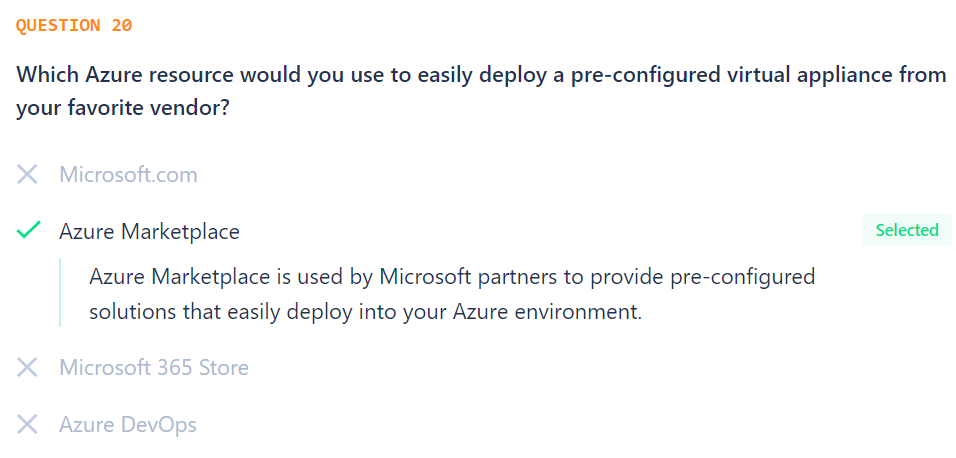 QUESTION 20
Which Azure resource would you use to easily deploy a pre-configured virtual appliance from
your favorite vendor?
Microsoft.com
Azure Marketplace
Selected
Azure Marketplace is used by Microsoft partners to provide pre-configured
solutions that easily deploy into your Azure environment.
Microsoft 365 Store
Azure DevOps